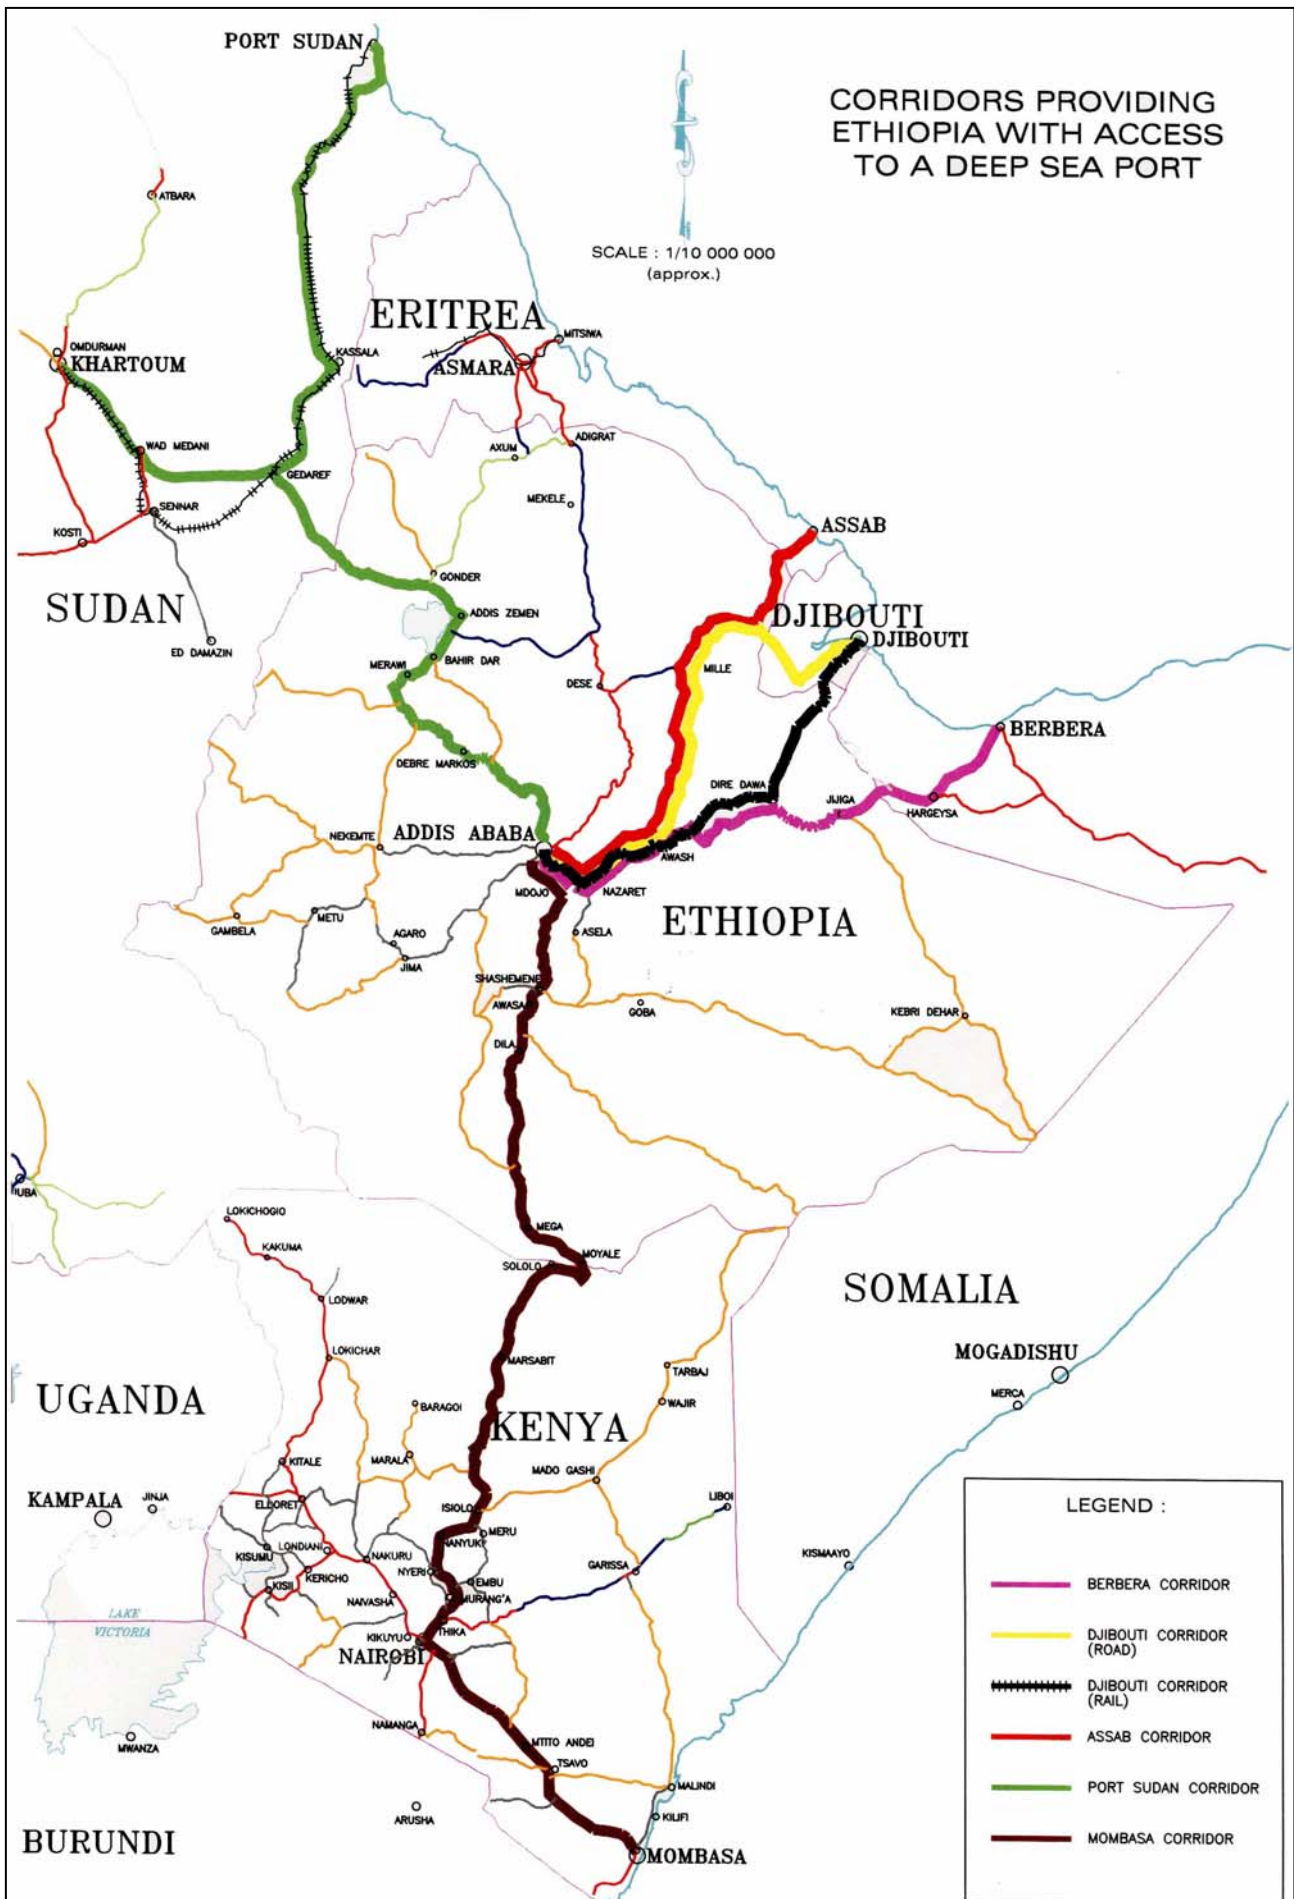 PORT SUDAN
CORRIDORS PROVIDING
ETHIOPIA WITH ACCESS
TO A DEEP SEA PORT
ATBARA
SCALE : 1/10 000 000
(approx.)
ERITREA
MITSIWA
OMDURMAN
KHARTOUM
KASSALA
ASMARA
WAD MEDANI
ADIGRAT
AXUM
GEDAREF
MEKELE
SENNAR
KOSTI
ASSAB
GONDER
SUDAN
ADDIS ZEMEN
DJIBOUTI
DJIBOUTI
ED DAMAZIN
BAHIR DAR
MERAWI
MILLE
DESE
BERBERA
DEBRE MARKOS
DIRE DAWA
JIJIGA
HARGEYSA
NEKEMTE
ADDIS ABABA
AWASH
MDOJO
NAZARET
METU
ETHIOPIA
GAMBELA
AGARO
ASELA
JIMA
SHASHEMENE
AWASA
GOBA
KEBRI DEHAR
DILA
IUBA
LOKICHOGIO
MEGA
KAKUMA
MOYALE
SOLOLO
SOMALIA
LODWAR
LOKICHAR
MARSABIT
MOGADISHU
TARBAJ
MERCA
UGANDA
BARAGOI
WAJIR
KENYA
MARALA
KITALE
MADO GASHI
KAMPALA
JINJA
ELLORET
ISIOLO
LIBOI
LEGEND :
MERU
NANYUKI
LONDIANI
KISUMU
NAKURU
NYERI
GARISSA
KISMAAYO
KERICHO
EMBU
KISII
NAIVASHA
MURANG'A
BERBERA CORRIDOR
LAKE
VICTORIA
THIKA
KIKUYU
NAIROBI
DJIBOUTI CORRIDOR
(ROAD)
DJIBOUTI CORRIDOR
(RAIL)
NAMANGA
MWANZA
MTITO ANDEI
ASSAB CORRIDOR
TSAVO
MALINDI
PORT SUDAN CORRIDOR
ARUSHA
KILIFI
BURUNDI
MOMBASA
MOMBASA CORRIDOR